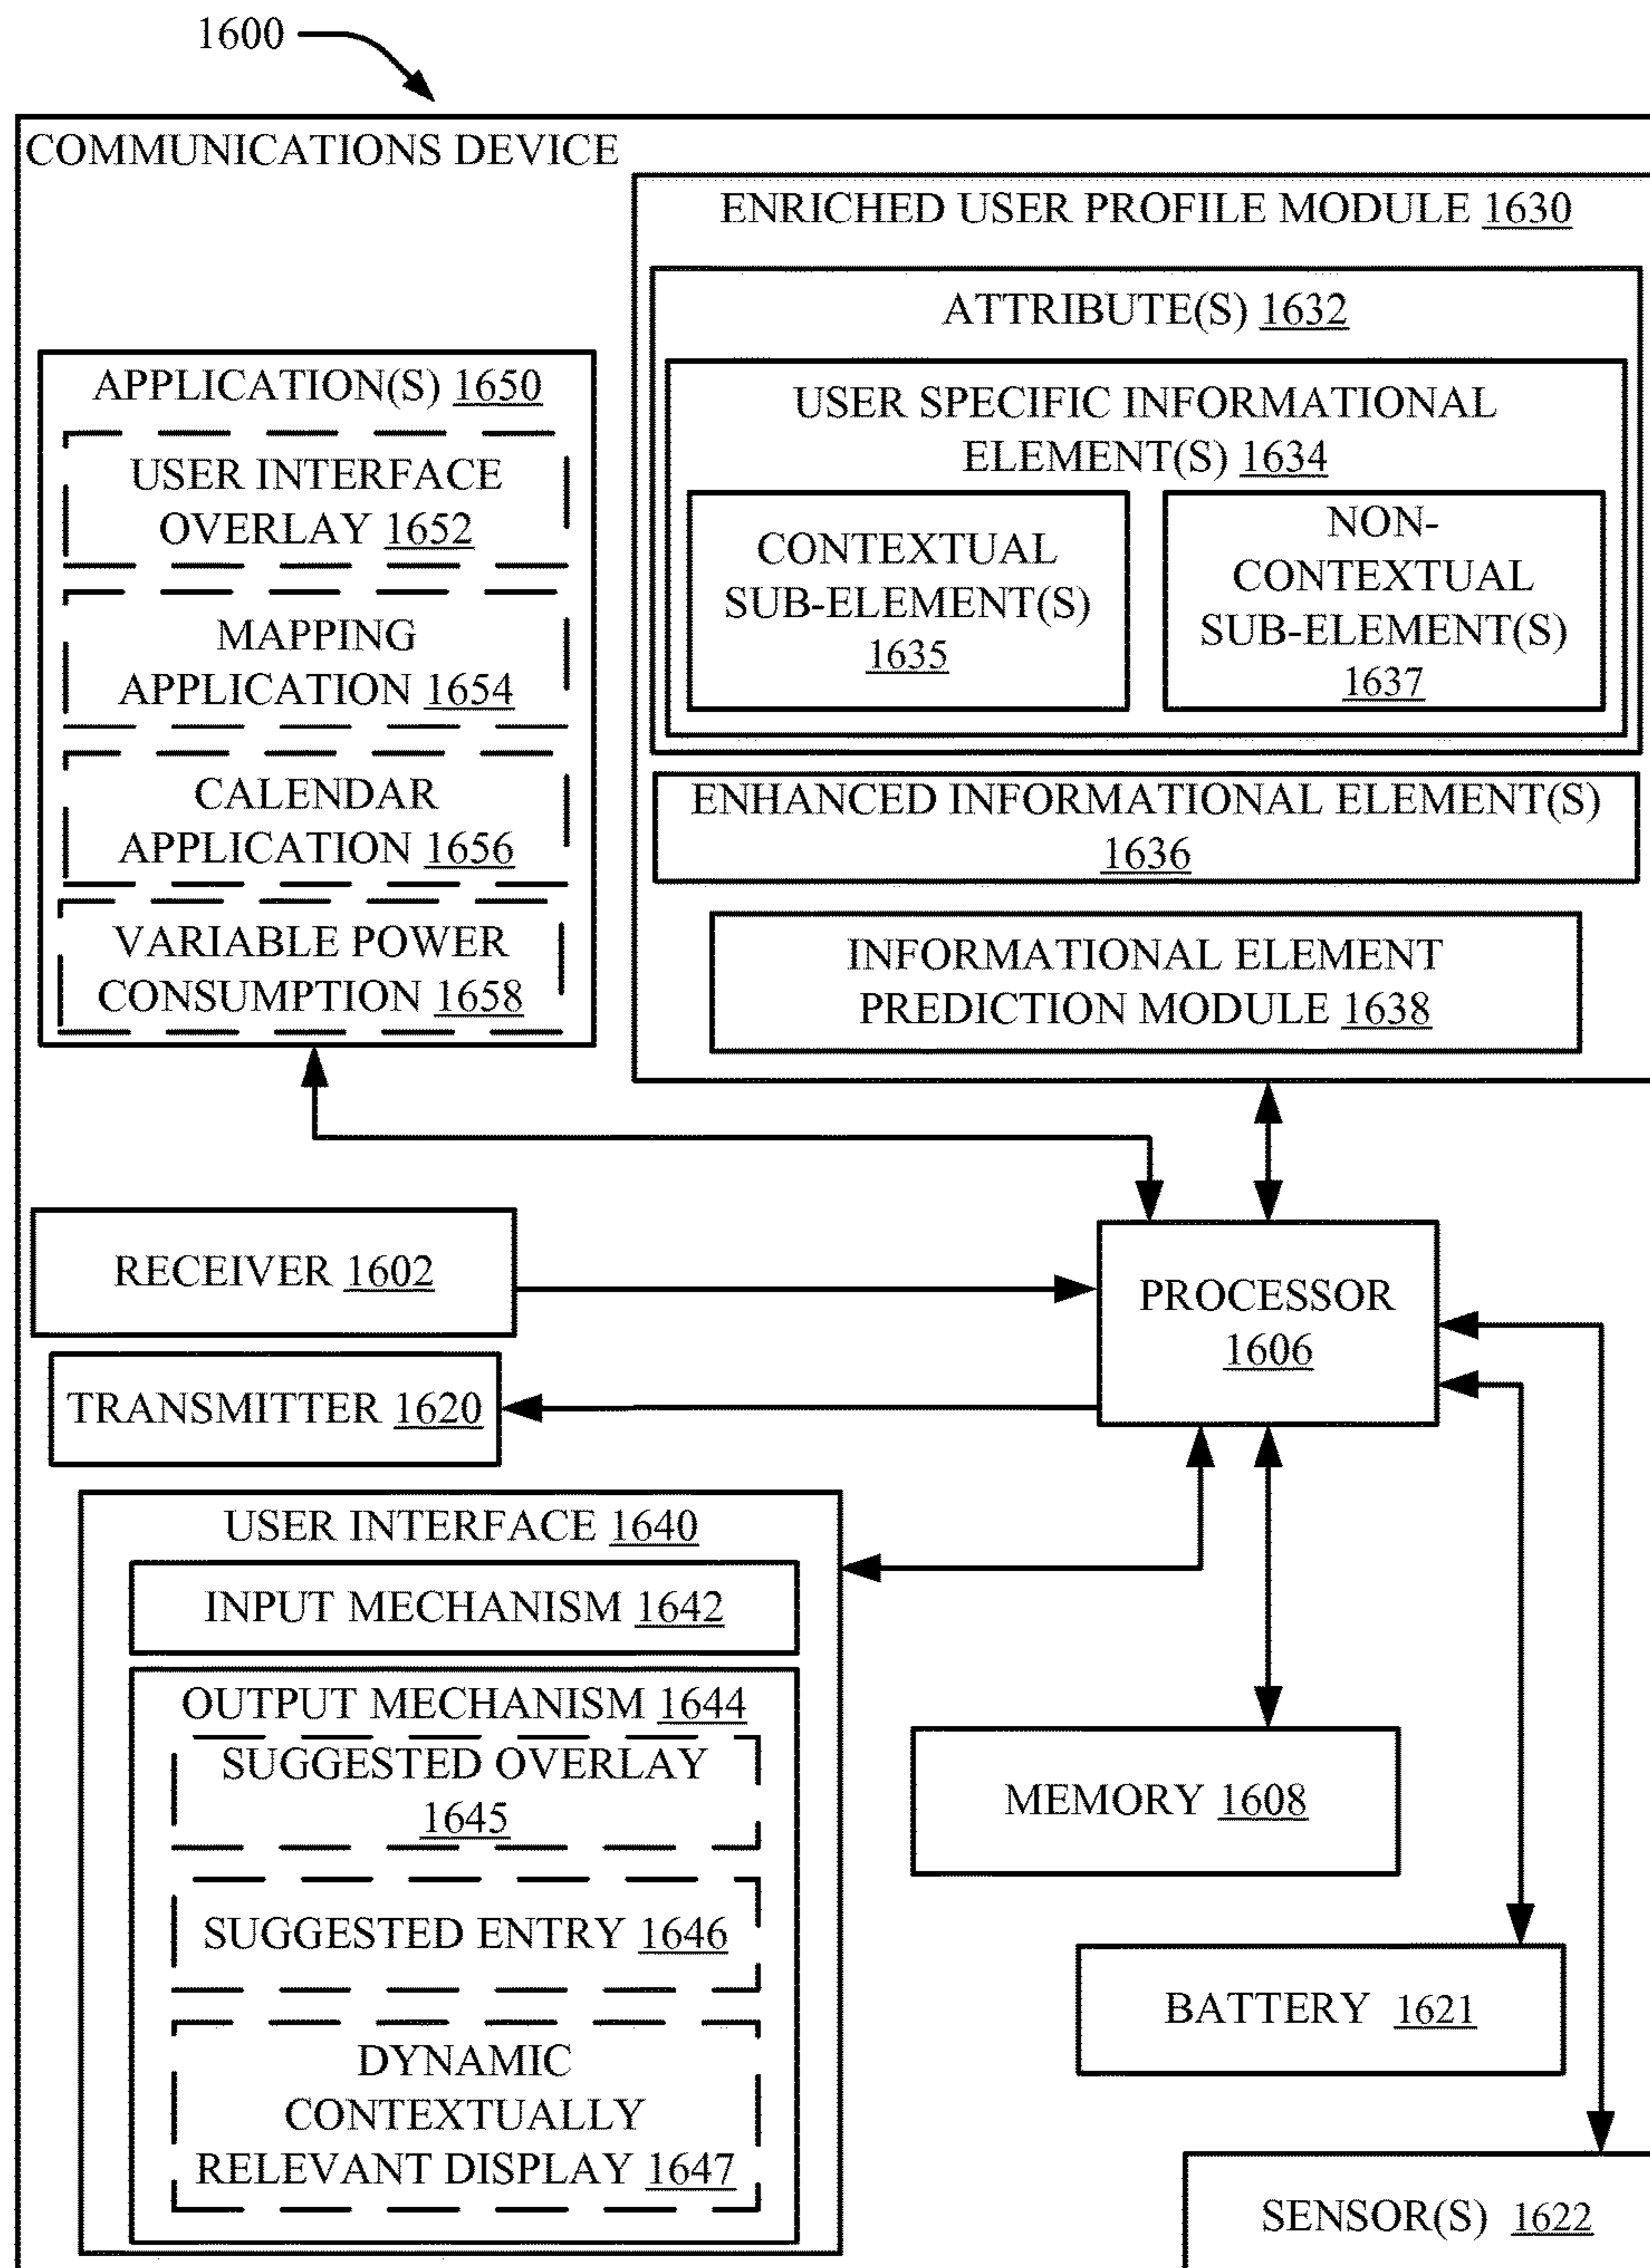 1600
COMMUNICATIONS DEVICE
ENRICHED USER PROFILE MODULE 1630
ATTRIBUTE(S) 1632
USER SPECIFIC INFORMATIONAL
ELEMENT(S) 1634
CONTEXTUAL
SUB-ELEMENT(S)
1635
NON-
CONTEXTUAL
SUB-ELEMENT(S)
1637
ENHANCED INFORMATIONAL ELEMENT(S)
1636
INFORMATIONAL ELEMENT
PREDICTION MODULE 1638
APPLICATION(S) 1650
USER INTERFACE
OVERLAY 1652
MAPPING
APPLICATION 1654
CALENDAR
APPLICATION 1656
VARIABLE POWER
CONSUMPTION 1658
RECEIVER 1602
PROCESSOR
1606
TRANSMITTER 1620
USER INTERFACE 1640
INPUT MECHANISM 1642
OUTPUT MECHANISM 1644
SUGGESTED OVERLAY
1645
SUGGESTED ENTRY 1646
DYNAMIC
CONTEXTUALLY
RELEVANT DISPLAY 1647
MEMORY 1608
BATTERY 1621
SENSOR(S) 1622